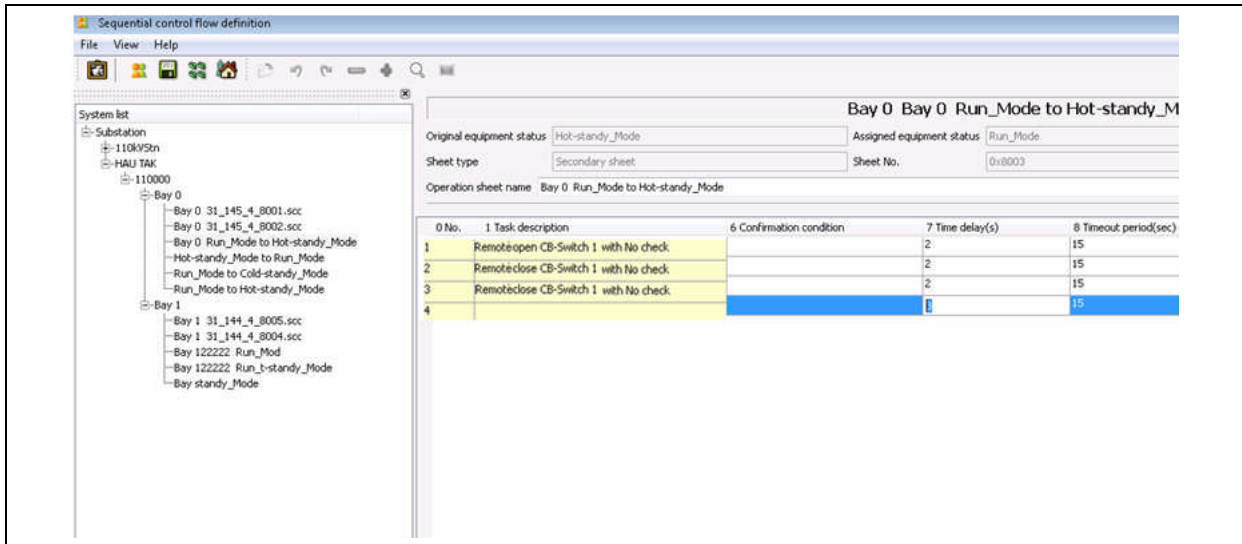 Sequential control flow definition
File View Help
System list
Substation
110kVStn
HAU TAK
110000
Bay 0
Bay 0 31_145_4_8001.scc
Bay 0 31_145_4_8002.scc
Bay 0 Run_Mode to Hot-standy_Mode
Hot-standy_Mode to Run_Mode
Run_Mode to Cold-standy_Mode
Run_Mode to Hot-standy_Mode
Bay 1
Bay 1 31_144_4_8005.scc
Bay 1 31_144_4_8004.scc
Bay 122222 Run_Mod
Bay 122222 Run_t-standy_Mode
Bay standy_Mode
Bay 0 Bay 0 Run_Mode to Hot-standy_M
Original equipment status Hot-standy_Mode Assigned equipment status Run_Mode
Sheet type Secondary sheet Sheet No. 0x8003
Operation sheet name Bay 0 Run_Mode to Hot-standy_Mode
0 No. 1 Task description 6 Confirmation condition 7 Time delay(s) 8 Timeout period(sec)
1 Remote open CB-Switch 1 with No check 2 15
2 Remote close CB-Switch 1 with No check 2 15
3 Remote close CB-Switch 1 with No check 2 15
4 15